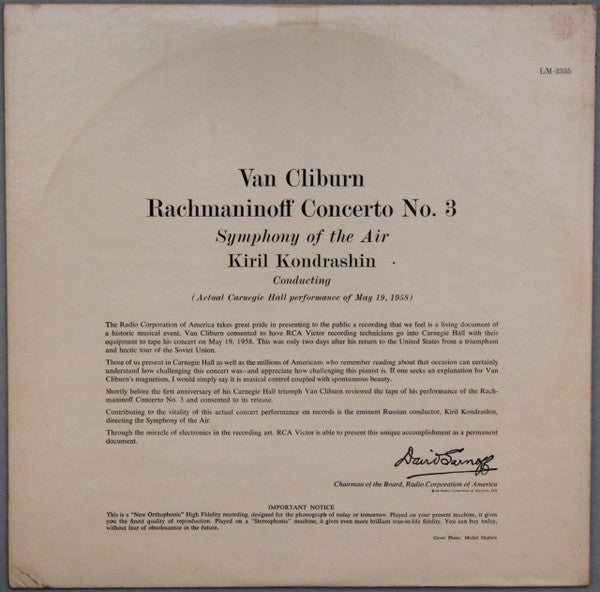 LM-2355
Van Cliburn
Rachmaninoff Concerto No. 3
Symphony of the Air
Kiril Kondrashin
Conducting
(Actual Carnegie Hall performance of May 19, 1958)
The Radio Corporation of America takes great pride in presenting to the public a recording that we feel is a living document of
a historic musical event. Van Cliburn consented to have RCA Victor recording technicians go into Carnegie Hall with their
equipment to tape his concert on May 19, 1958. This was only two days after his return to the United States from a triumphant
and hectic tour of the Soviet Union.
Those of us present in Carnegie Hall as well as the millions of Americans who remember reading about that occasion can certainly
understand how challenging this concert was—and appreciate how challenging this pianist is. If one seeks an explanation for Van
Cliburn's magnetism, I would simply say it is musical control coupled with spontaneous beauty.
Shortly before the first anniversary of his Carnegie Hall triumph Van Cliburn reviewed the tape of his performance of the Rach-
maninoff Concerto No. 3 and consented to its release.
Contributing to the vitality of this actual concert performance on records is the eminent Russian conductor, Kiril Kondrashin,
directing the Symphony of the Air.
Through the miracle of electronics in the recording art, RCA Victor is able to present this unique accomplishment as a permanent
document.
David Sarnoff
Chairman of the Board, Radio Corporation of America
© by Radio Corporation of America, 1959
IMPORTANT NOTICE
This is a "New Orthophonic" High Fidelity recording, designed for the phonograph of today or tomorrow. Played on your present machine, it gives
you the finest quality of reproduction. Played on a "Stereophonic" machine, it gives even more brilliant true-to-life fidelity. You can buy today,
without fear of obsolescence in the future.
Cover Photo: Michel Duplaix